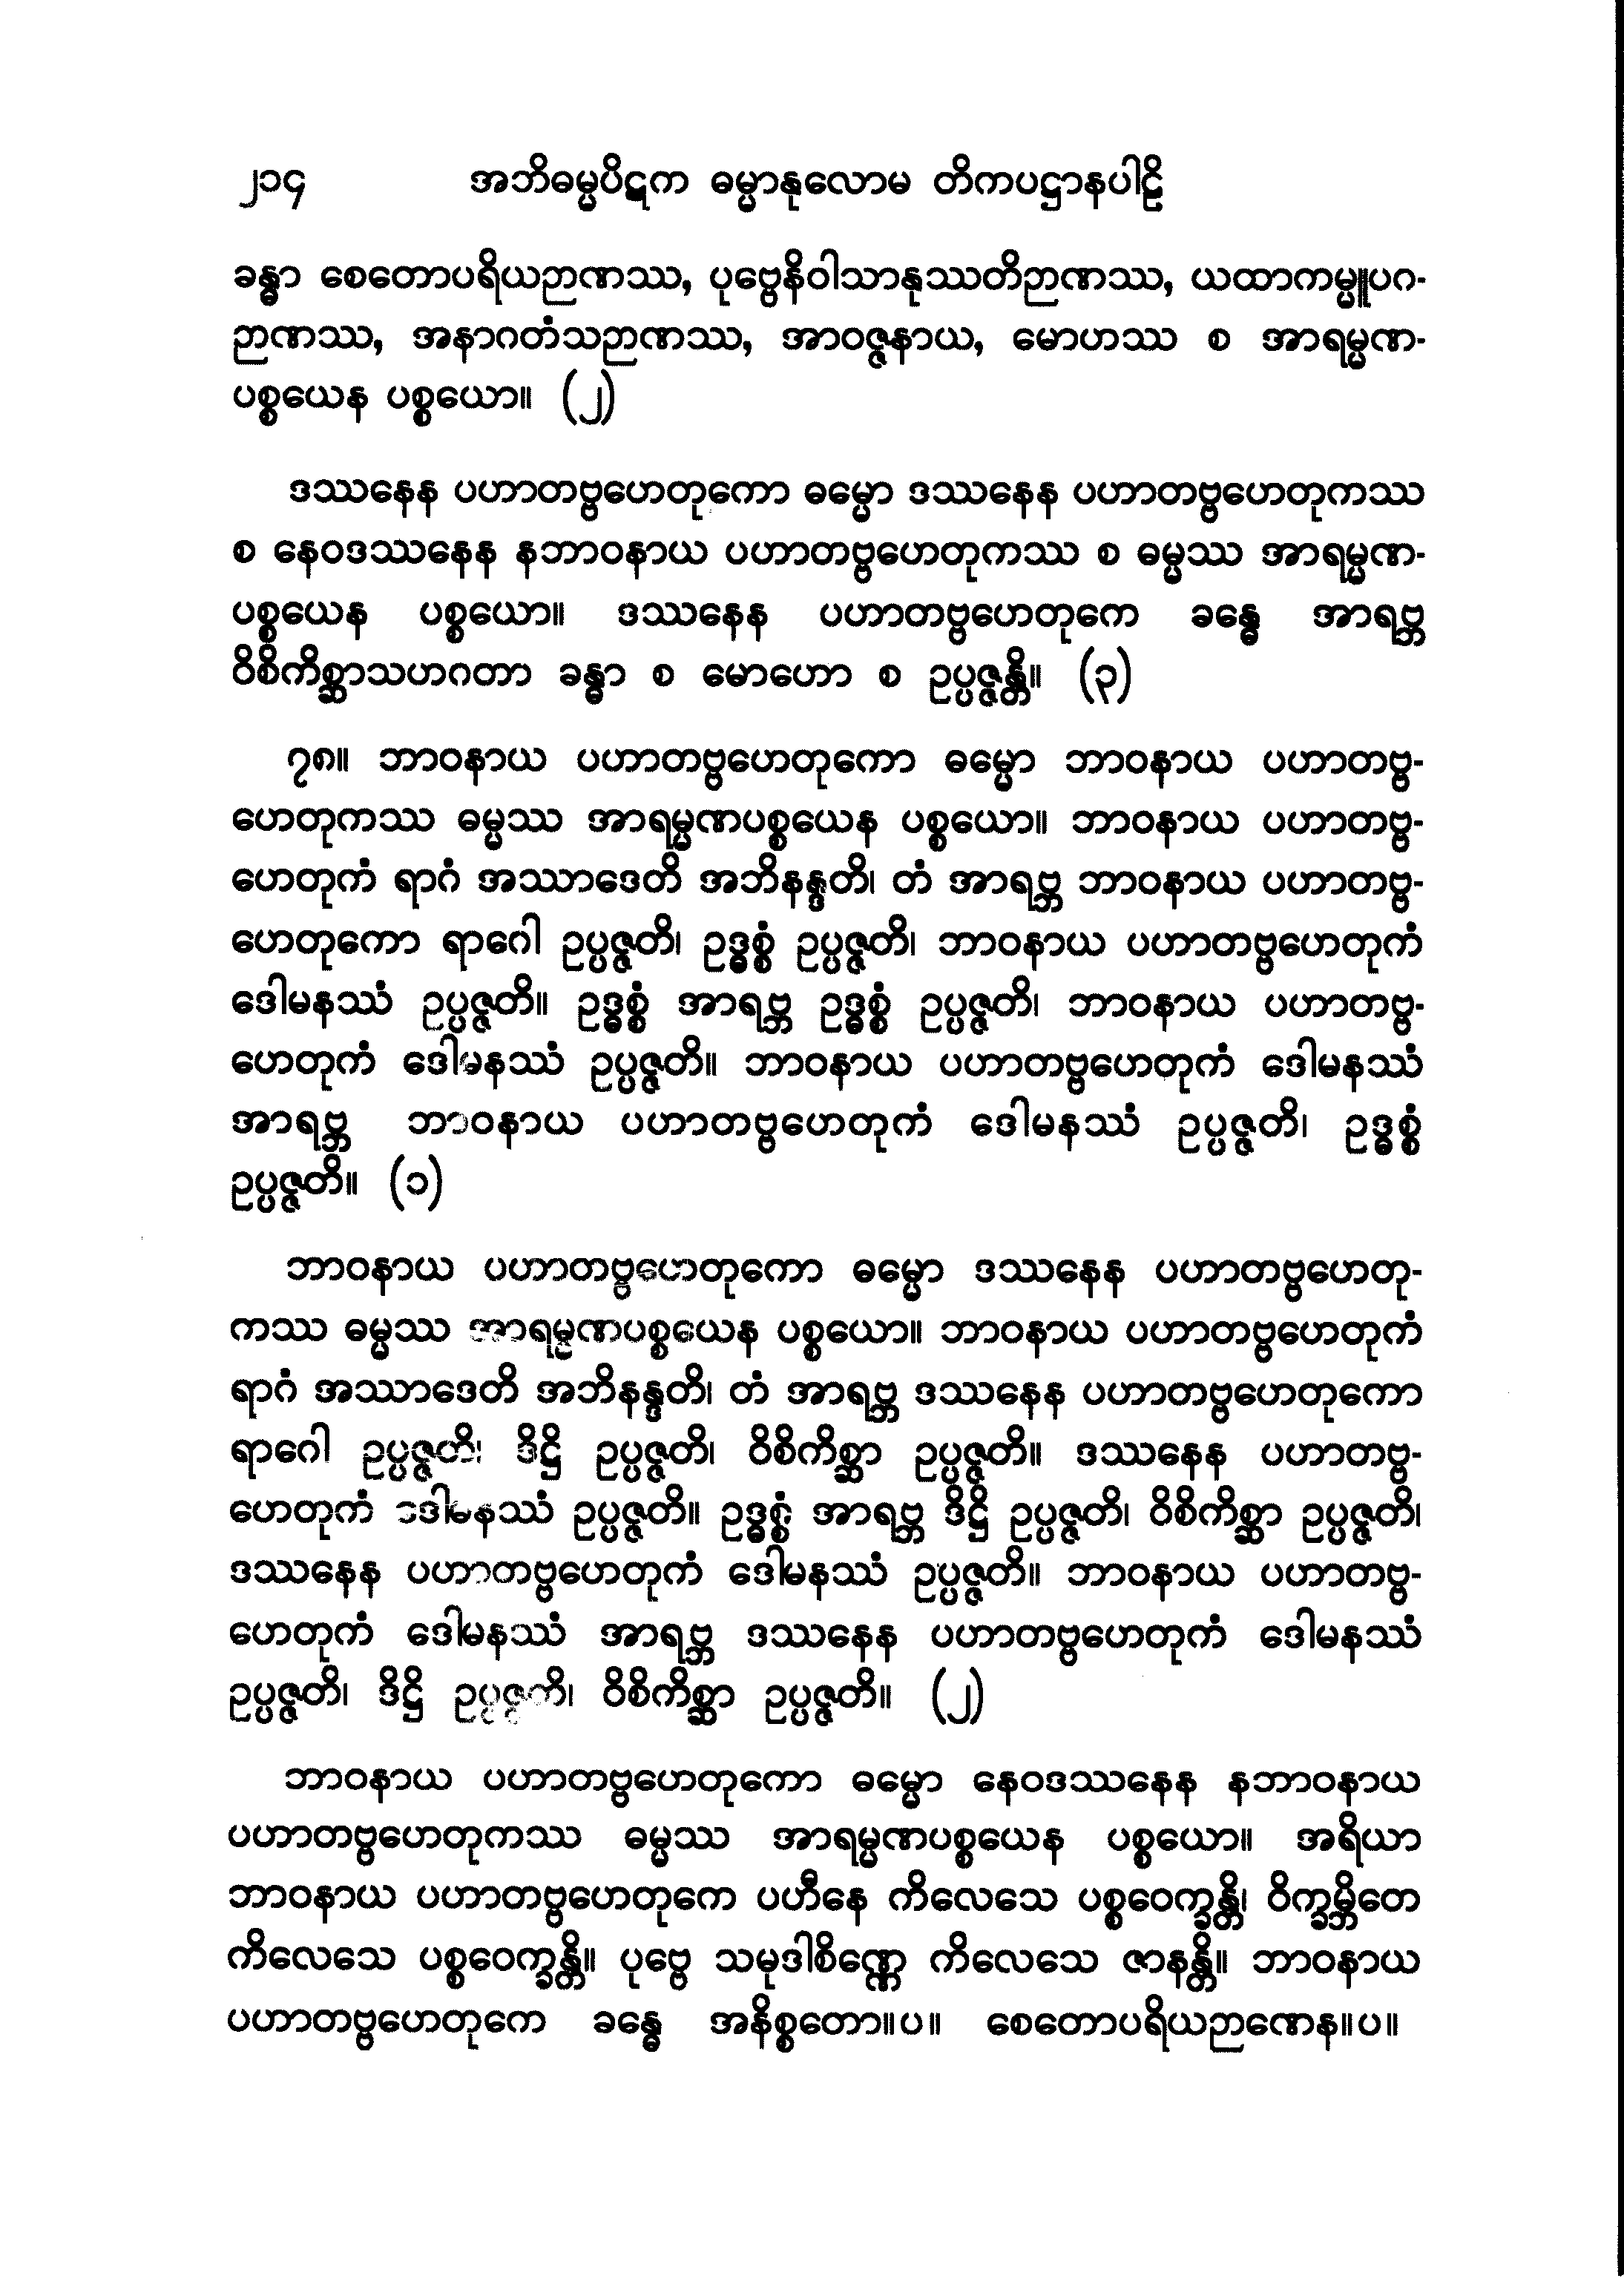 ၂၁၄ အဘိဓမ္မပိဋက ဓမ္မာနုလောမ တိကပဋ္ဌာနပါဠိ
ခန္ဓာ စေတောပရိယဉာဏဿ, ပုဗ္ဗေနိဝါသာနုဿတိဉာဏဿ, ယထာကမ္မူပဂ-
ဉာဏဿ, အနာဂတံသဉာဏဿ, အာဝဇ္ဇနာယ, မောဟဿ စ အာရမ္မဏ-
ပစ္စယေန ပစ္စယော။ (၂)
ဒဿနေန ပဟာတဗ္ဗဟေတုကော ဓမ္မော ဒဿနေန ပဟာတဗ္ဗဟေတုကဿ
စ နေဝဒဿနေန နဘာဝနာယ ပဟာတဗ္ဗဟေတုကဿ စ ဓမ္မဿ အာရမ္မဏ-
ပစ္စယေန ပစ္စယော။ ဒဿနေန ပဟာတဗ္ဗဟေတုကေ ခန္ဓေ အာရဗ္ဘ
ဝိစိကိစ္ဆာသဟဂတာ ခန္ဓာ စ မောဟော စ ဥပ္ပဇ္ဇန္တိ။ (၃)
၇၈။ ဘာဝနာယ ပဟာတဗ္ဗဟေတုကော ဓမ္မော ဘာဝနာယ ပဟာတဗ္ဗ-
ဟေတုကဿ ဓမ္မဿ အာရမ္မဏပစ္စယေန ပစ္စယော။ ဘာဝနာယ ပဟာတဗ္ဗ-
ဟေတုကံ ရာဂံ အဿာဒေတိ အဘိနန္ဒတိ၊ တံ အာရဗ္ဘ ဘာဝနာယ ပဟာတဗ္ဗ-
ဟေတုကော ရာဂေါ ဥပ္ပဇ္ဇတိ၊ ဥဒ္ဓစ္စံ ဥပ္ပဇ္ဇတိ၊ ဘာဝနာယ ပဟာတဗ္ဗဟေတုကံ
ဒေါမနဿံ ဥပ္ပဇ္ဇတိ။ ဥဒ္ဓစ္စံ အာရဗ္ဘ ဥဒ္ဓစ္စံ ဥပ္ပဇ္ဇတိ၊ ဘာဝနာယ ပဟာတဗ္ဗ-
ဟေတုကံ ဒေါမနဿံ ဥပ္ပဇ္ဇတိ။ ဘာဝနာယ ပဟာတဗ္ဗဟေတုကံ ဒေါမနဿံ
အာရဗ္ဘ ဘာဝနာယ ပဟာတဗ္ဗဟေတုကံ ဒေါမနဿံ ဥပ္ပဇ္ဇတိ၊ ဥဒ္ဓစ္စံ
ဥပ္ပဇ္ဇတိ။ (၁)
ဘာဝနာယ ပဟာတဗ္ဗဟေတုကော ဓမ္မော ဒဿနေန ပဟာတဗ္ဗဟေတု-
ကဿ ဓမ္မဿ အာရမ္မဏပစ္စယေန ပစ္စယော။ ဘာဝနာယ ပဟာတဗ္ဗဟေတုကံ
ရာဂံ အဿာဒေတိ အဘိနန္ဒတိ၊ တံ အာရဗ္ဘ ဒဿနေန ပဟာတဗ္ဗဟေတုကော
ရာဂေါ ဥပ္ပဇ္ဇတိ၊ ဒိဋ္ဌိ ဥပ္ပဇ္ဇတိ၊ ဝိစိကိစ္ဆာ ဥပ္ပဇ္ဇတိ။ ဒဿနေန ပဟာတဗ္ဗ-
ဟေတုကံ ဒေါမနဿံ ဥပ္ပဇ္ဇတိ။ ဥဒ္ဓစ္စံ အာရဗ္ဘ ဒိဋ္ဌိ ဥပ္ပဇ္ဇတိ၊ ဝိစိကိစ္ဆာ ဥပ္ပဇ္ဇတိ၊
ဒဿနေန ပဟာတဗ္ဗဟေတုကံ ဒေါမနဿံ ဥပ္ပဇ္ဇတိ။ ဘာဝနာယ ပဟာတဗ္ဗ-
ဟေတုကံ ဒေါမနဿံ အာရဗ္ဘ ဒဿနေန ပဟာတဗ္ဗဟေတုကံ ဒေါမနဿံ
ဥပ္ပဇ္ဇတိ၊ ဒိဋ္ဌိ ဥပ္ပဇ္ဇတိ၊ ဝိစိကိစ္ဆာ ဥပ္ပဇ္ဇတိ။ (၂)
ဘာဝနာယ ပဟာတဗ္ဗဟေတုကော ဓမ္မော နေဝဒဿနေန နဘာဝနာယ
ပဟာတဗ္ဗဟေတုကဿ ဓမ္မဿ အာရမ္မဏပစ္စယေန ပစ္စယော။ အရိယာ
ဘာဝနာယ ပဟာတဗ္ဗဟေတုကေ ပဟီနေ ကိလေသေ ပစ္စဝေက္ခန္တိ၊ ဝိက္ခမ္ဘိတေ
ကိလေသေ ပစ္စဝေက္ခန္တိ။ ပုဗ္ဗေ သမုဒါစိဏ္ဏေ ကိလေသေ ဇာနန္တိ။ ဘာဝနာယ
ပဟာတဗ္ဗဟေတုကေ ခန္ဓေ အနိစ္စတော။ပ။ စေတောပရိယဉာဏေန။ပ။